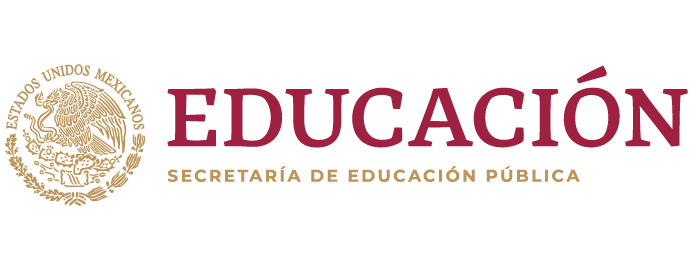 ESTADOS UNIDOS MEXICANOS
EDUCACIÓN
SECRETARÍA DE EDUCACIÓN PÚBLICA